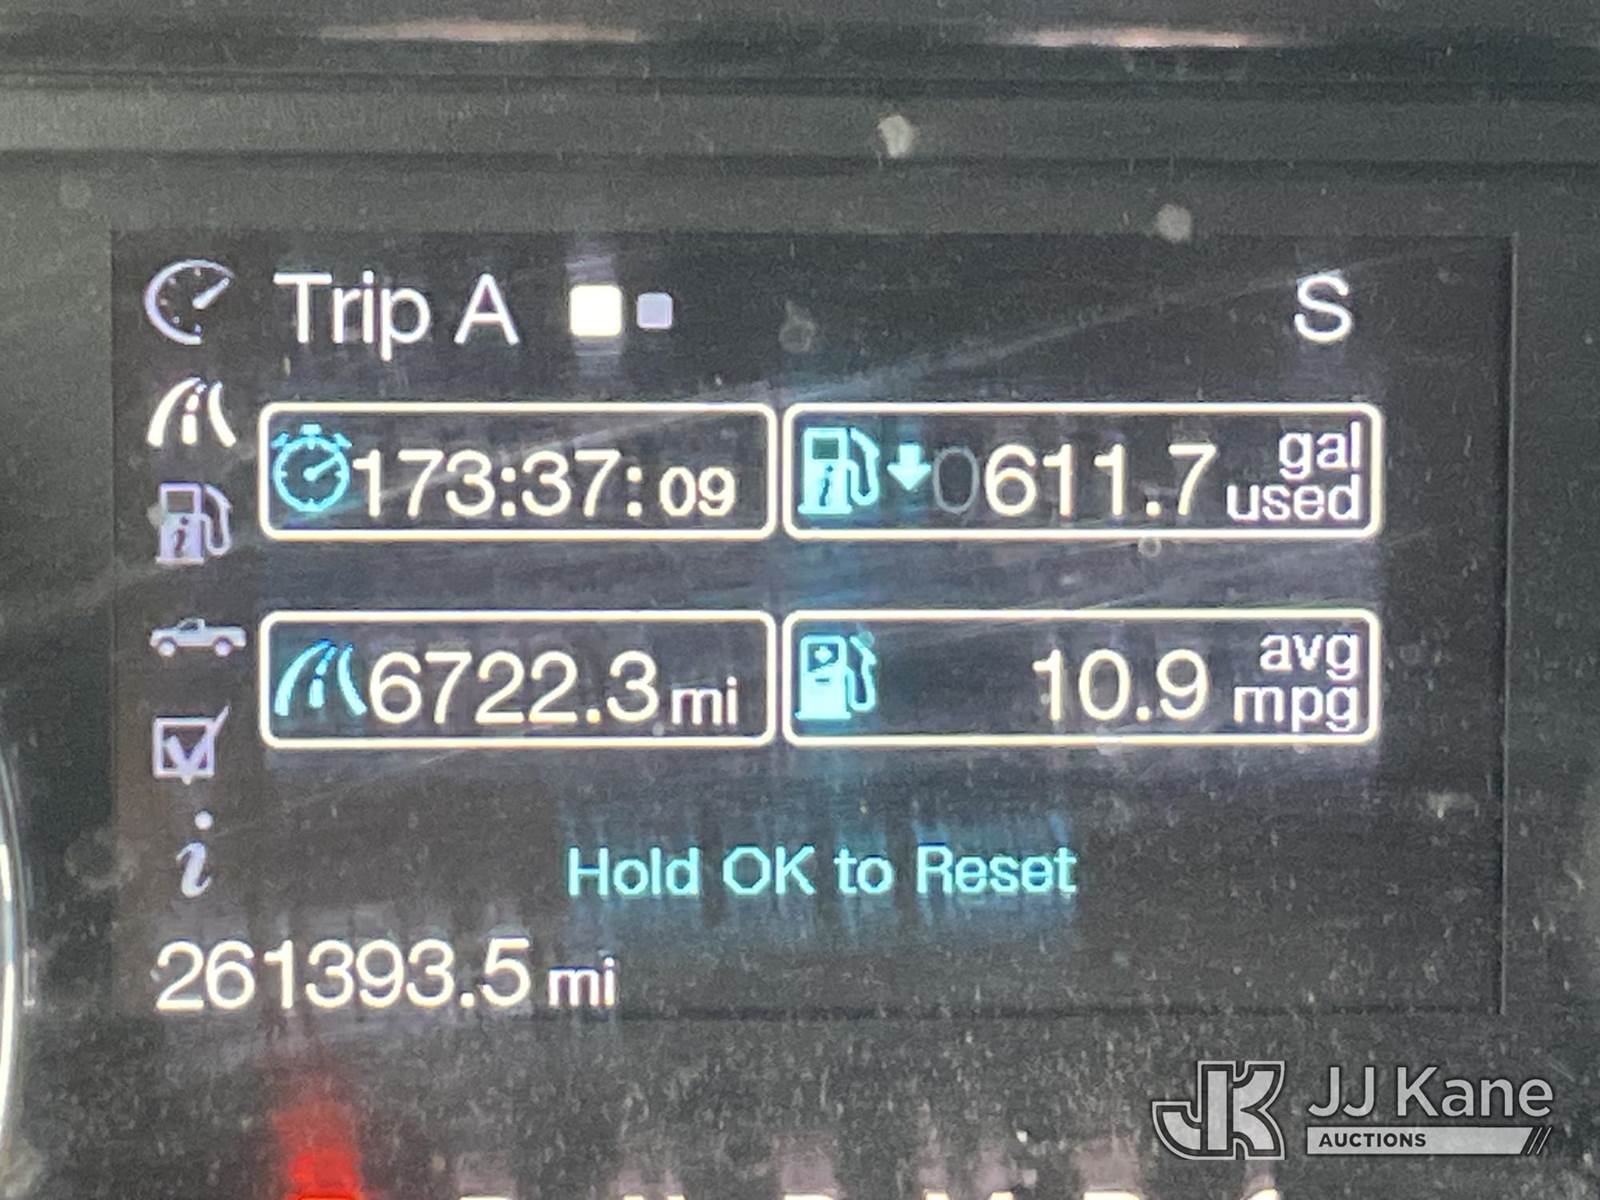 Trip A S
173:37:09
0611.7 gal used
6722.3 mi
10.9 avg mpg
Hold OK to Reset
261393.5 mi
JK JJ Kane
AUCTIONS